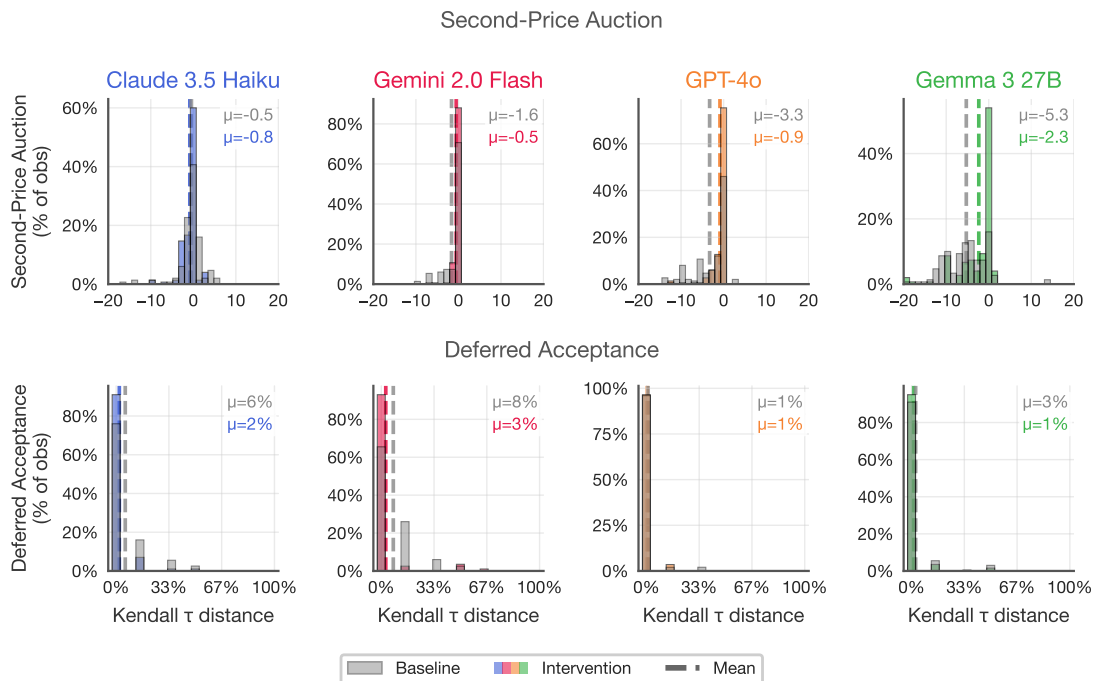 Second-Price Auction
Claude 3.5 Haiku
Gemini 2.0 Flash
GPT-4o
Gemma 3 27B
Second-Price Auction
(% of obs)
60%
40%
20%
0%
μ=-0.5
μ=-0.8
−20 −10 0 10 20
80%
60%
40%
20%
0%
μ=-1.6
μ=-0.5
−20 −10 0 10 20
60%
40%
20%
0%
μ=-3.3
μ=-0.9
−20 −10 0 10 20
40%
20%
0%
μ=-5.3
μ=-2.3
−20 −10 0 10 20
Deferred Acceptance
Deferred Acceptance
(% of obs)
80%
60%
40%
20%
0%
μ=6%
μ=2%
0% 33% 67% 100%
Kendall τ distance
80%
60%
40%
20%
0%
μ=8%
μ=3%
0% 33% 67% 100%
Kendall τ distance
100%
75%
50%
25%
0%
μ=1%
μ=1%
0% 33% 67% 100%
Kendall τ distance
80%
60%
40%
20%
0%
μ=3%
μ=1%
0% 33% 67% 100%
Kendall τ distance
Baseline Intervention Mean